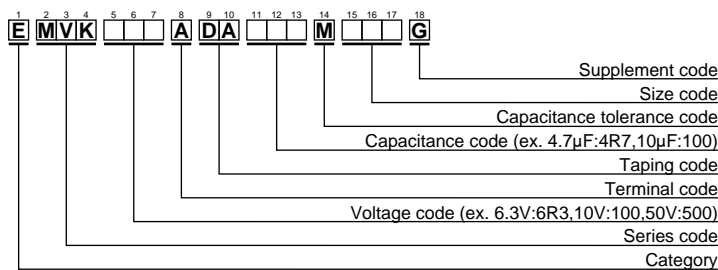 1 2 3 4 5 6 7 8 9 10 11 12 13 14 15 16 17 18
E M V K A D A M G
Supplement code
Size code
Capacitance tolerance code
Capacitance code (ex. 4.7µF:4R7,10µF:100)
Taping code
Terminal code
Voltage code (ex. 6.3V:6R3,10V:100,50V:500)
Series code
Category